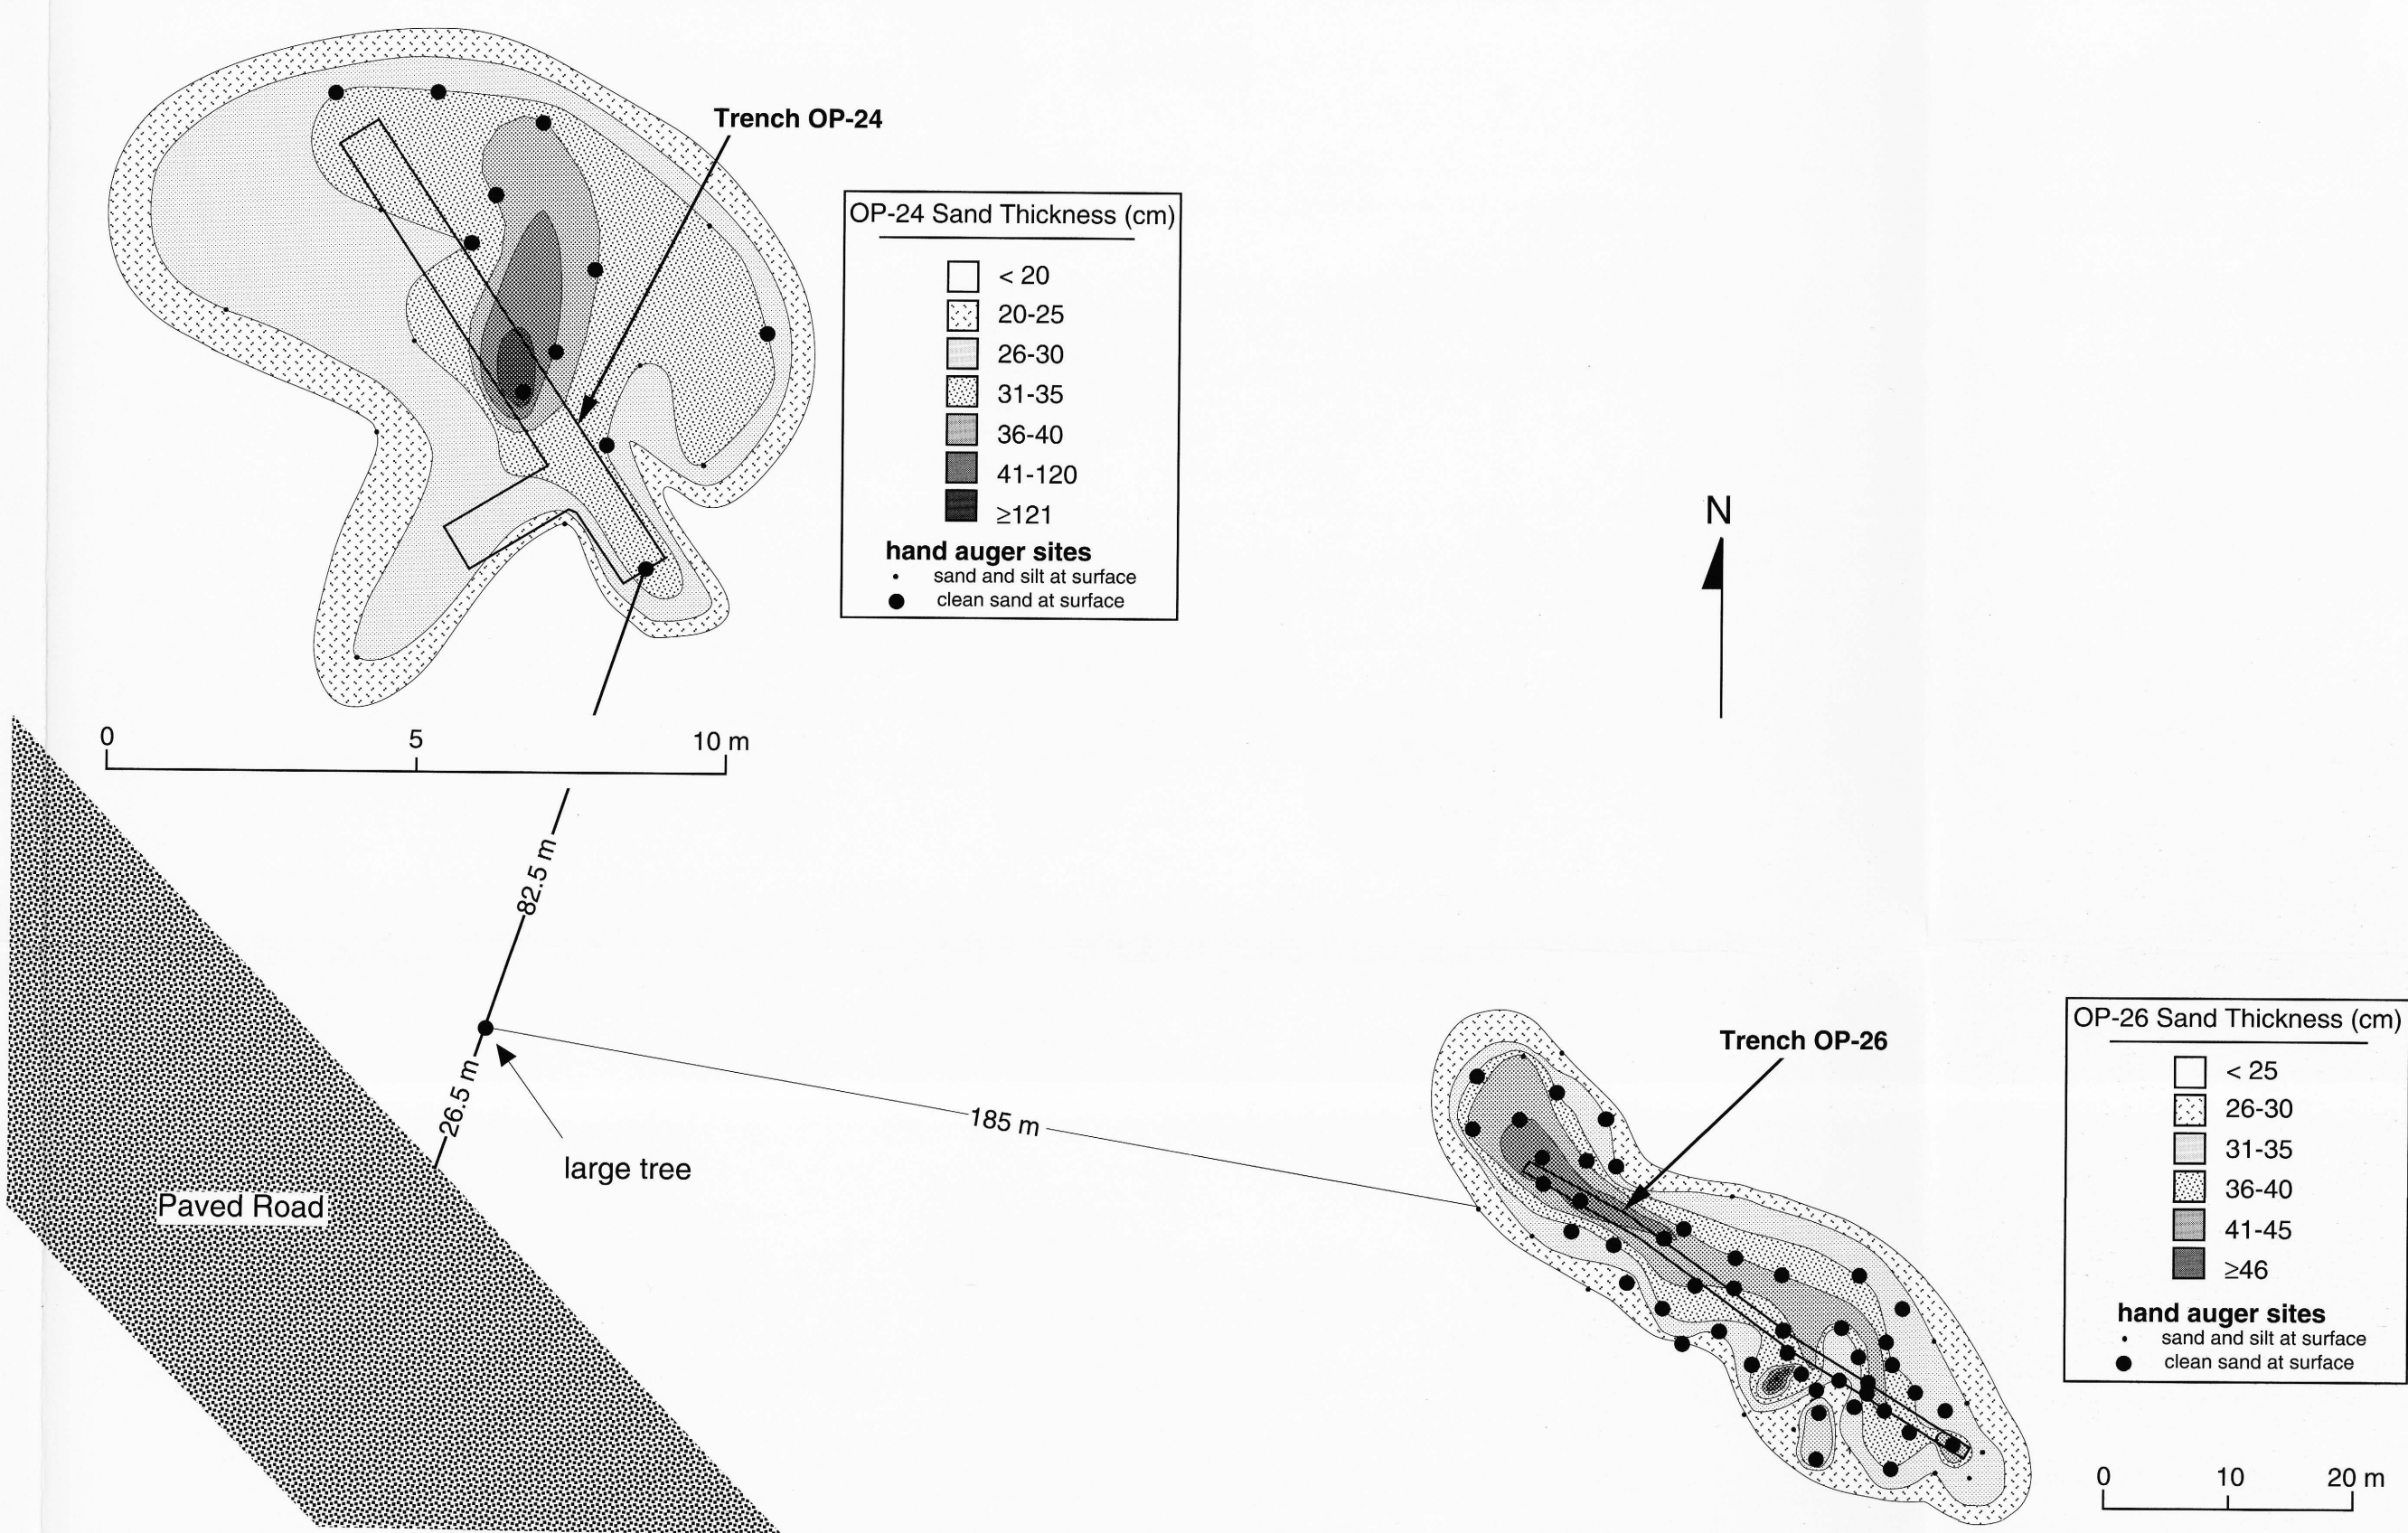 Trench OP-24
OP-24 Sand Thickness (cm)
< 20
20-25
26-30
31-35
36-40
41-120
≥121
hand auger sites
sand and silt at surface
clean sand at surface
N
0 5 10 m
82.5 m
26.5 m
large tree
185 m
Paved Road
Trench OP-26
OP-26 Sand Thickness (cm)
< 25
26-30
31-35
36-40
41-45
≥46
hand auger sites
sand and silt at surface
clean sand at surface
0 10 20 m